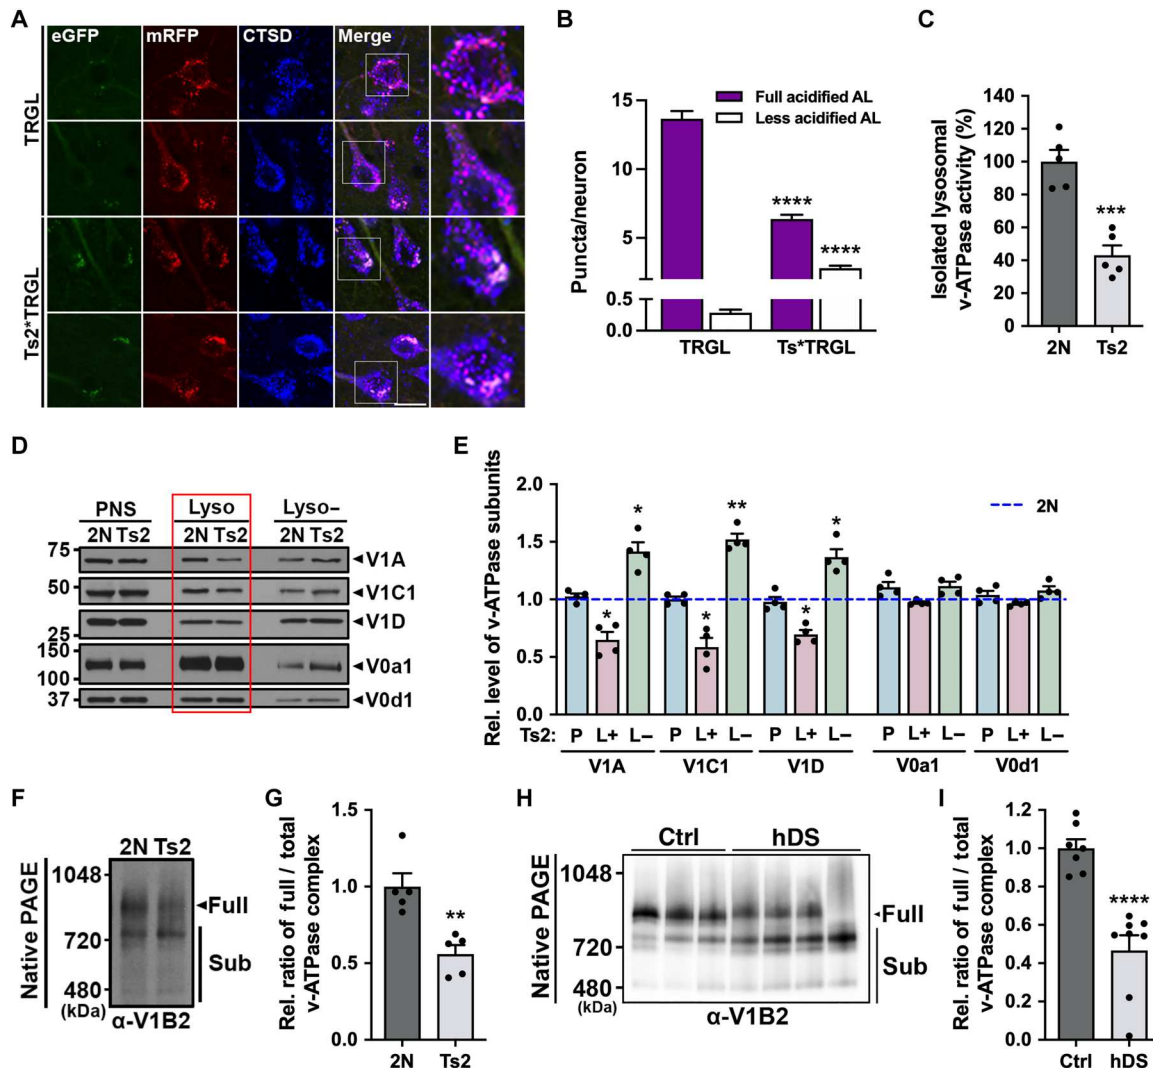 A
eGFP mRFP CTSD Merge
TRGL
Ts2*TRGL
B
Full acidified AL
Less acidified AL
Puncta/neuron
15
10
5
0.5
0.0
****
****
TRGL Ts*TRGL
C
Isolated lysosomal
v-ATPase activity (%)
140
120
100
80
60
40
20
0
***
2N Ts2
D
PNS Lyso Lyso–
2N Ts2 2N Ts2 2N Ts2
75
50
25
150
100
37
V1A
V1C1
V1D
V0a1
V0d1
E
Rel. level of v-ATPase subunits
2.0
1.5
1.0
0.5
0.0
2N
* * * ** * *
Ts2: P L+ L– P L+ L– P L+ L– P L+ L– P L+ L–
V1A V1C1 V1D V0a1 V0d1
F
Native PAGE
2N Ts2
1048
720
480
(kDa)
Full
Sub
α-V1B2
G
Rel. ratio of full / total
v-ATPase complex
1.5
1.0
0.5
0.0
**
2N Ts2
H
Native PAGE
Ctrl hDS
1048
720
480
(kDa)
Full
Sub
α-V1B2
I
Rel. ratio of full / total
v-ATPase complex
1.2
1.0
0.8
0.6
0.4
0.2
0.0
****
Ctrl hDS